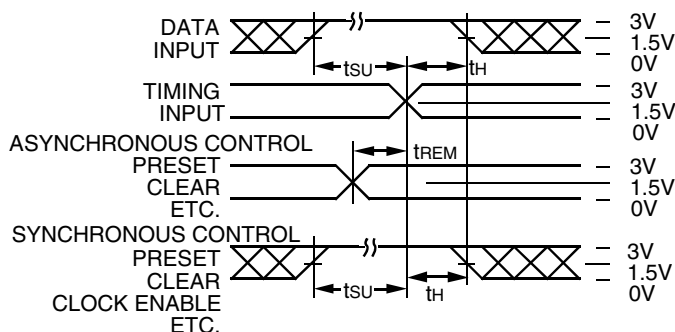 DATA
INPUT
tSU
tH
3V
1.5V
0V
TIMING
INPUT
3V
1.5V
0V
ASYNCHRONOUS CONTROL
PRESET
CLEAR
ETC.
tREM
3V
1.5V
0V
SYNCHRONOUS CONTROL
PRESET
CLEAR
CLOCK ENABLE
ETC.
tSU
tH
3V
1.5V
0V